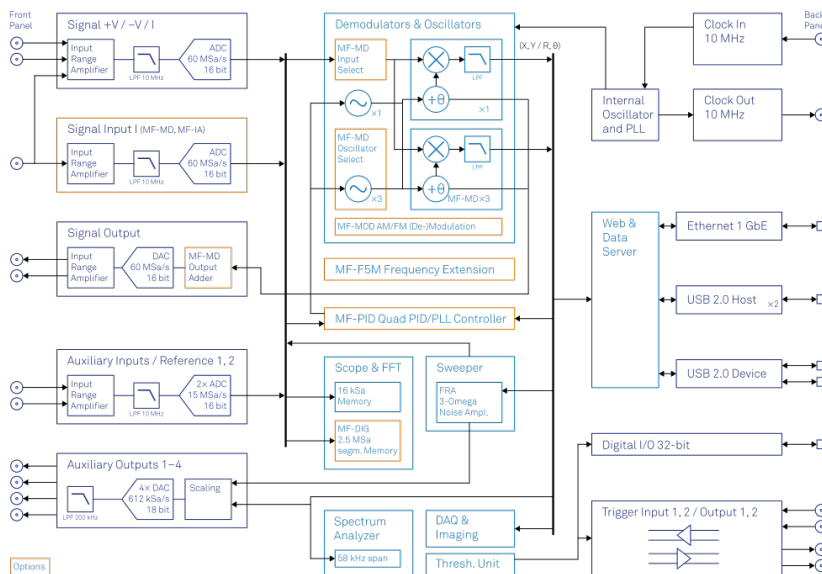 Front
Panel
Signal +V / –V / I
Input
Range
Amplifier
LPF 10 MHz
ADC
60 MSa/s
16 bit
Signal Input I (MF-MD, MF-IA)
Input
Range
Amplifier
LPF 10 MHz
ADC
60 MSa/s
16 bit
Signal Output
Input
Range
Amplifier
DAC
60 MSa/s
16 bit
MF-MD
Output
Adder
Auxiliary Inputs / Reference 1, 2
Input
Range
Amplifier
LPF 10 MHz
2× ADC
15 MSa/s
16 bit
Auxiliary Outputs 1–4
LPF 200 kHz
4× DAC
612 kSa/s
18 bit
Scaling
Options
Demodulators & Oscillators
MF-MD
Input
Select
×1
MF-MD
Oscillator
Select
×3
+θ
LPF
×1
(X,Y / R, θ)
+θ
LPF
MF-MD×3
MF-MOD AM/FM (De-)Modulation
MF-F5M Frequency Extension
MF-PID Quad PID/PLL Controller
Scope & FFT
16 kSa
Memory
MF-DIG
2.5 MSa
segm. Memory
Sweeper
FRA
3-Omega
Noise Ampl.
Spectrum
Analyzer
58 kHz span
DAQ &
Imaging
Thresh. Unit
Back
Pan
Clock In
10 MHz
Internal
Oscillator
and PLL
Clock Out
10 MHz
Web &
Data
Server
Ethernet 1 GbE
USB 2.0 Host ×2
USB 2.0 Device
Digital I/O 32-bit
Trigger Input 1, 2 / Output 1, 2